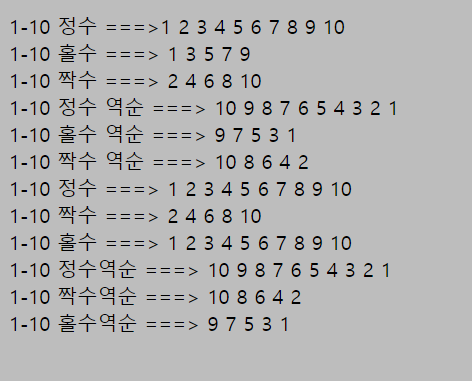 1-10 정수 ===>1 2 3 4 5 6 7 8 9 10
1-10 홀수 ===> 1 3 5 7 9
1-10 짝수 ===> 2 4 6 8 10
1-10 정수 역순 ===> 10 9 8 7 6 5 4 3 2 1
1-10 홀수 역순 ===> 9 7 5 3 1
1-10 짝수 역순 ===> 10 8 6 4 2
1-10 정수 ===> 1 2 3 4 5 6 7 8 9 10
1-10 짝수 ===> 2 4 6 8 10
1-10 홀수 ===> 1 2 3 4 5 6 7 8 9 10
1-10 정수역순 ===> 10 9 8 7 6 5 4 3 2 1
1-10 짝수역순 ===> 10 8 6 4 2
1-10 홀수역순 ===> 9 7 5 3 1